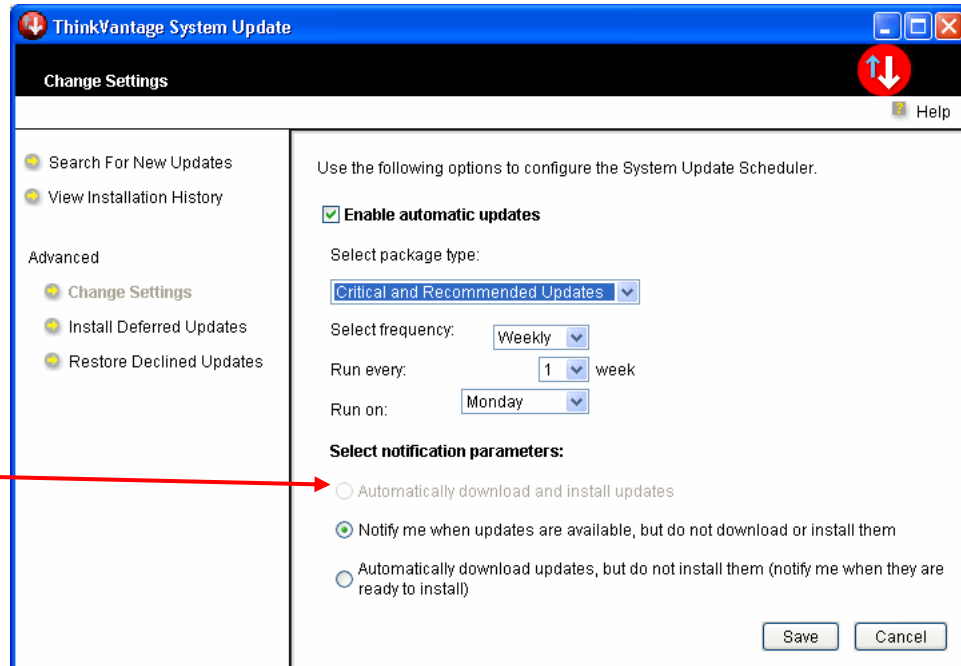 ThinkVantage System Update
Change Settings
Help
Search For New Updates
View Installation History
Advanced
Change Settings
Install Deferred Updates
Restore Declined Updates
Use the following options to configure the System Update Scheduler.
Enable automatic updates
Select package type:
Critical and Recommended Updates
Select frequency: Weekly
Run every: 1 week
Run on: Monday
Select notification parameters:
Automatically download and install updates
Notify me when updates are available, but do not download or install them
Automatically download updates, but do not install them (notify me when they are
ready to install)
Save Cancel